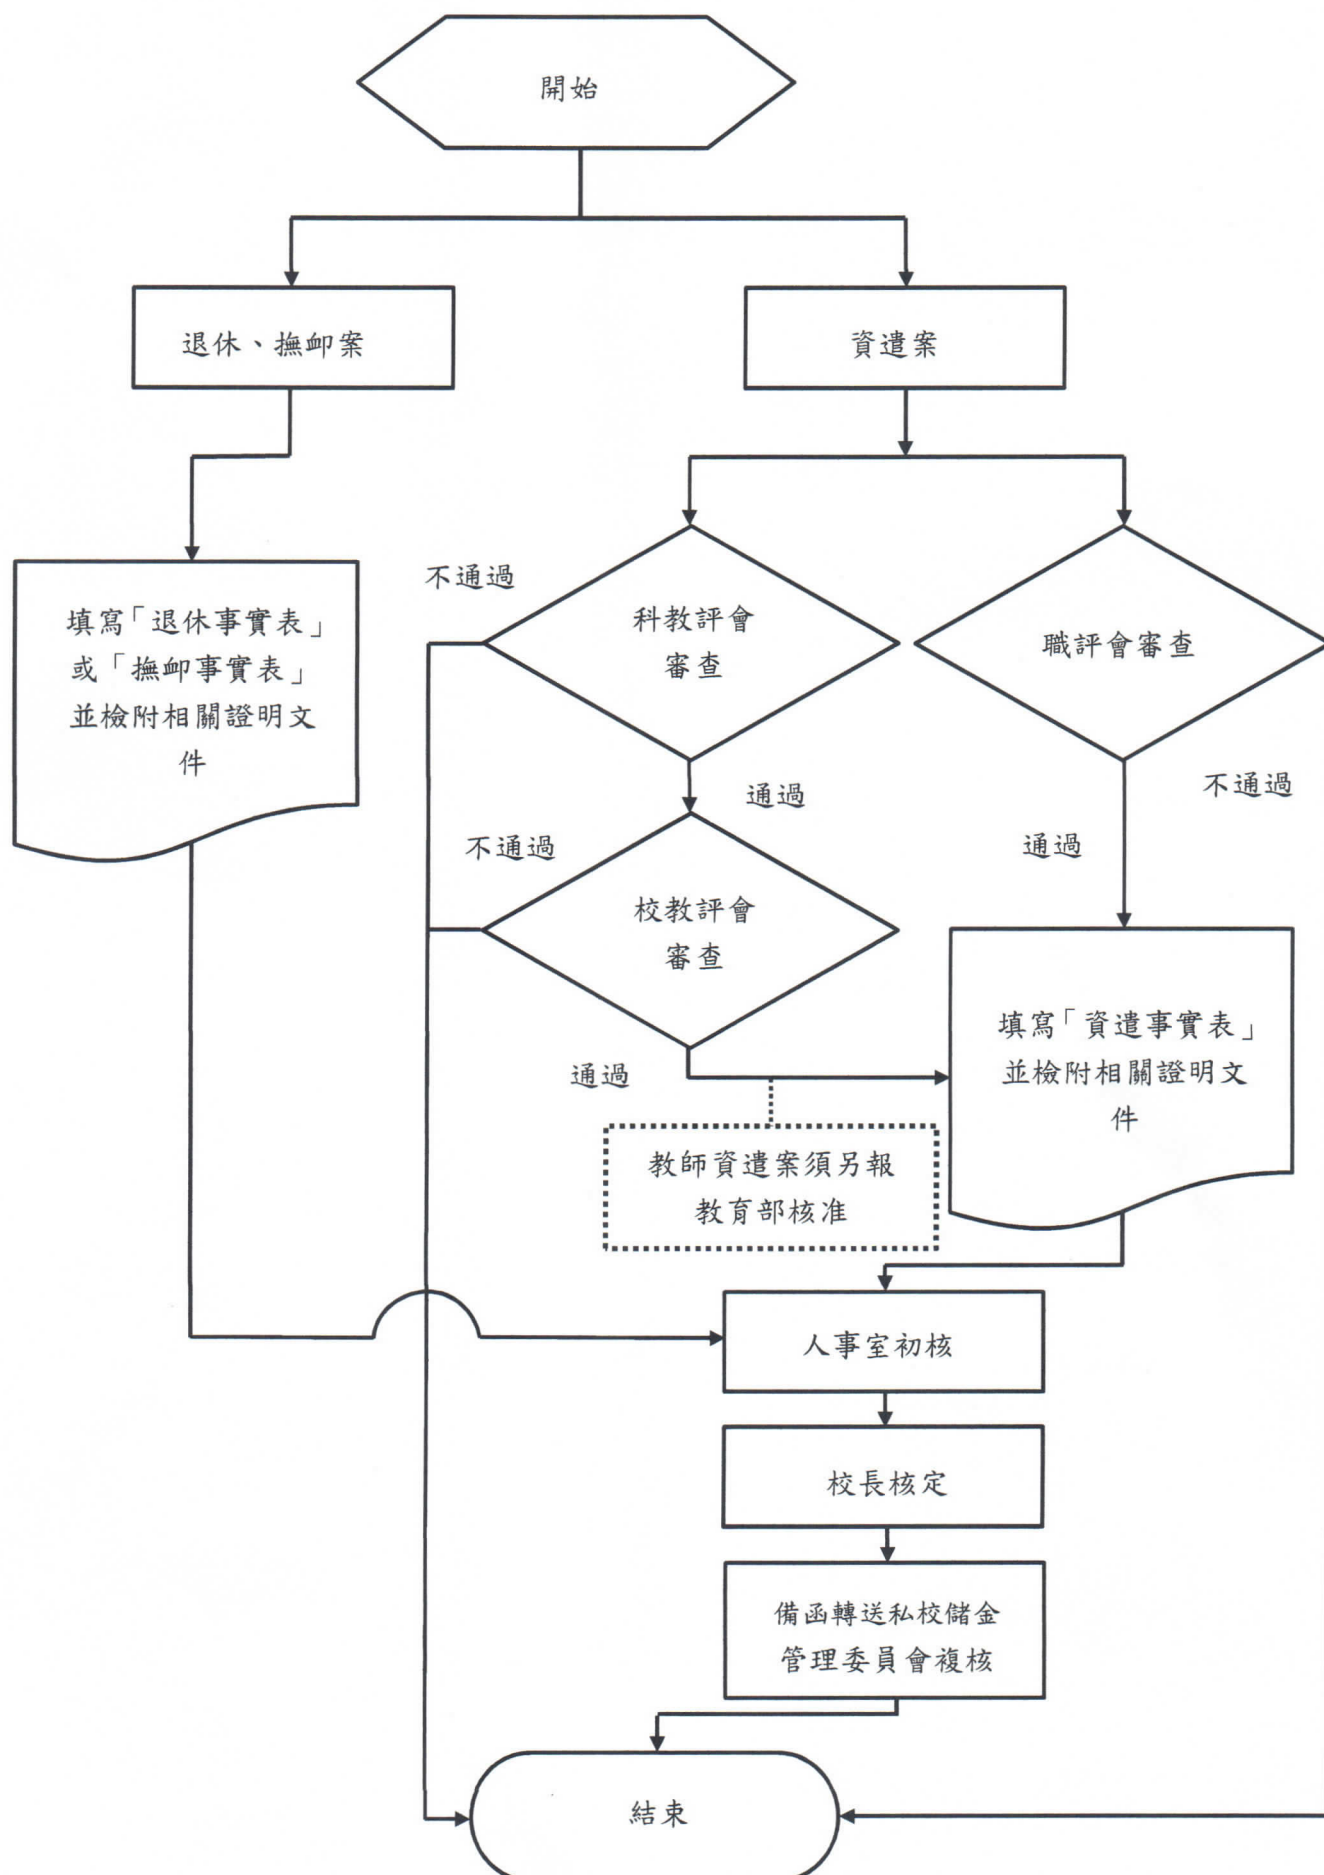 開始
退休、撫卹案
資遣案
不通過
科教評會
審查
職評會審查
填寫「退休事實表」
或「撫卹事實表」
並檢附相關證明文
件
通過
不通過
不通過
通過
校教評會
審查
填寫「資遣事實表」
並檢附相關證明文
件
通過
教師資遣案須另報
教育部核准
人事室初核
校長核定
備函轉送私校儲金
管理委員會複核
結束